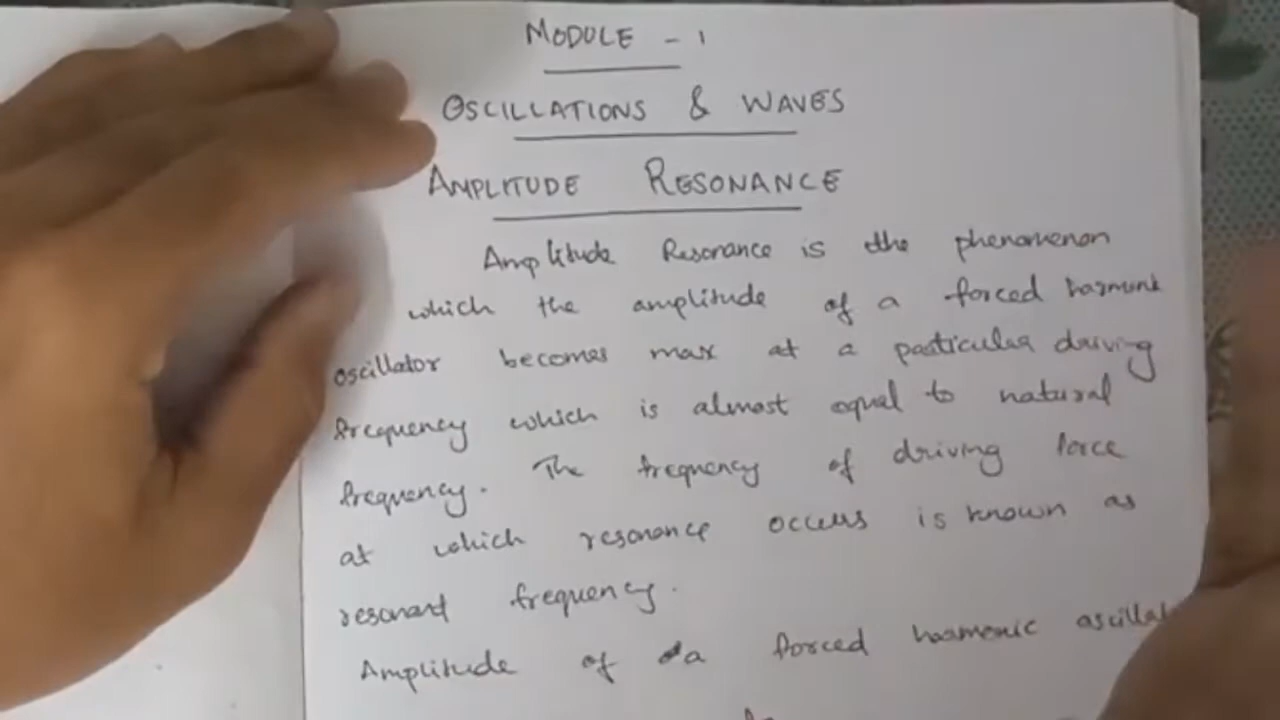 MODULE - 1
OSCILLATIONS & WAVES
AMPLITUDE RESONANCE
Amplitude Resonance is the phenomenon
which the amplitude of a forced harmonic
oscillator becomes max at a particular driving
frequency which is almost equal to natural
frequency. The frequency of driving force
at which resonance occurs is known as
resonant frequency.
Amplitude of a forced harmonic oscillat